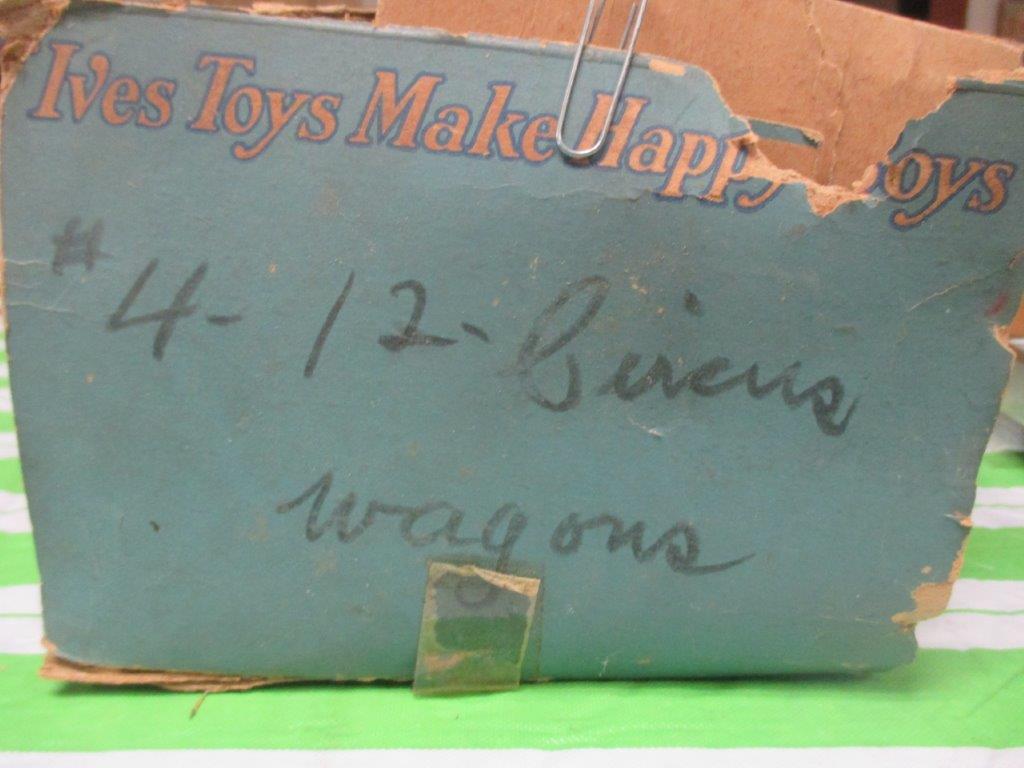 Ives Toys Make Happy Boys
# 4 - 12 - Circus
wagons